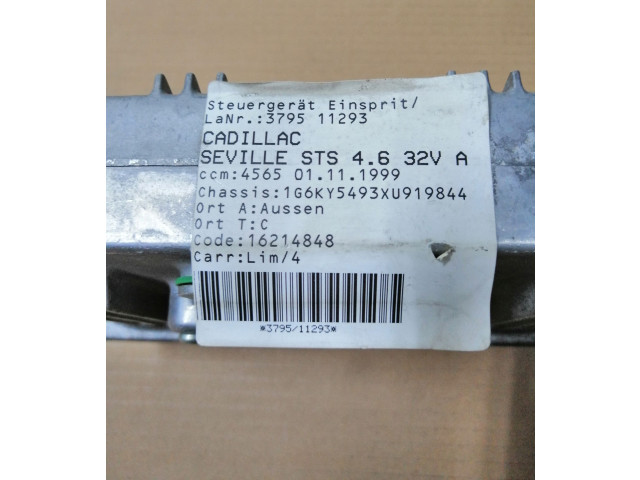 Steuergerät Einsprit/
LaNr.:3795 11293
CADILLAC
SEVILLE STS 4.6 32V A
ccm:4565 01.11.1999
Chassis:1G6KY5493XU919844
Ort A:Aussen
Ort T:C
Code:16214848
Carr:Lim/4
*3795/11293*